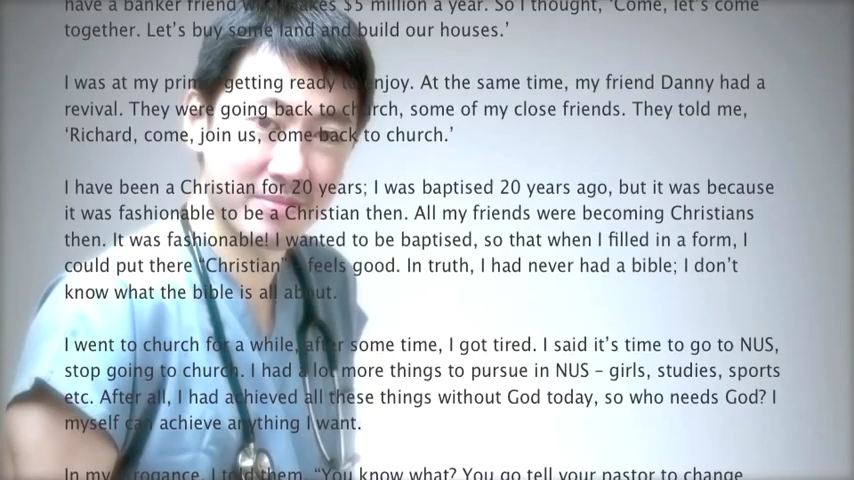 have a banker friend who makes $5 million a year. So I thought, ‘Come, let’s come
together. Let’s buy some land and build our houses.’
I was at my prime, getting ready to enjoy. At the same time, my friend Danny had a
revival. They were going back to church, some of my close friends. They told me,
‘Richard, come, join us, come back to church.’
I have been a Christian for 20 years; I was baptised 20 years ago, but it was because
it was fashionable to be a Christian then. All my friends were becoming Christians
then. It was fashionable! I wanted to be baptised, so that when I filled in a form, I
could put there “Christian” – feels good. In truth, I had never had a bible; I don’t
know what the bible is all about.
I went to church for a while, after some time, I got tired. I said it’s time to go to NUS,
stop going to church. I had a lot more things to pursue in NUS – girls, studies, sports
etc. After all, I had achieved all these things without God today, so who needs God? I
myself can achieve anything I want.
In my arrogance, I told them, “You know what? You go tell your pastor to change